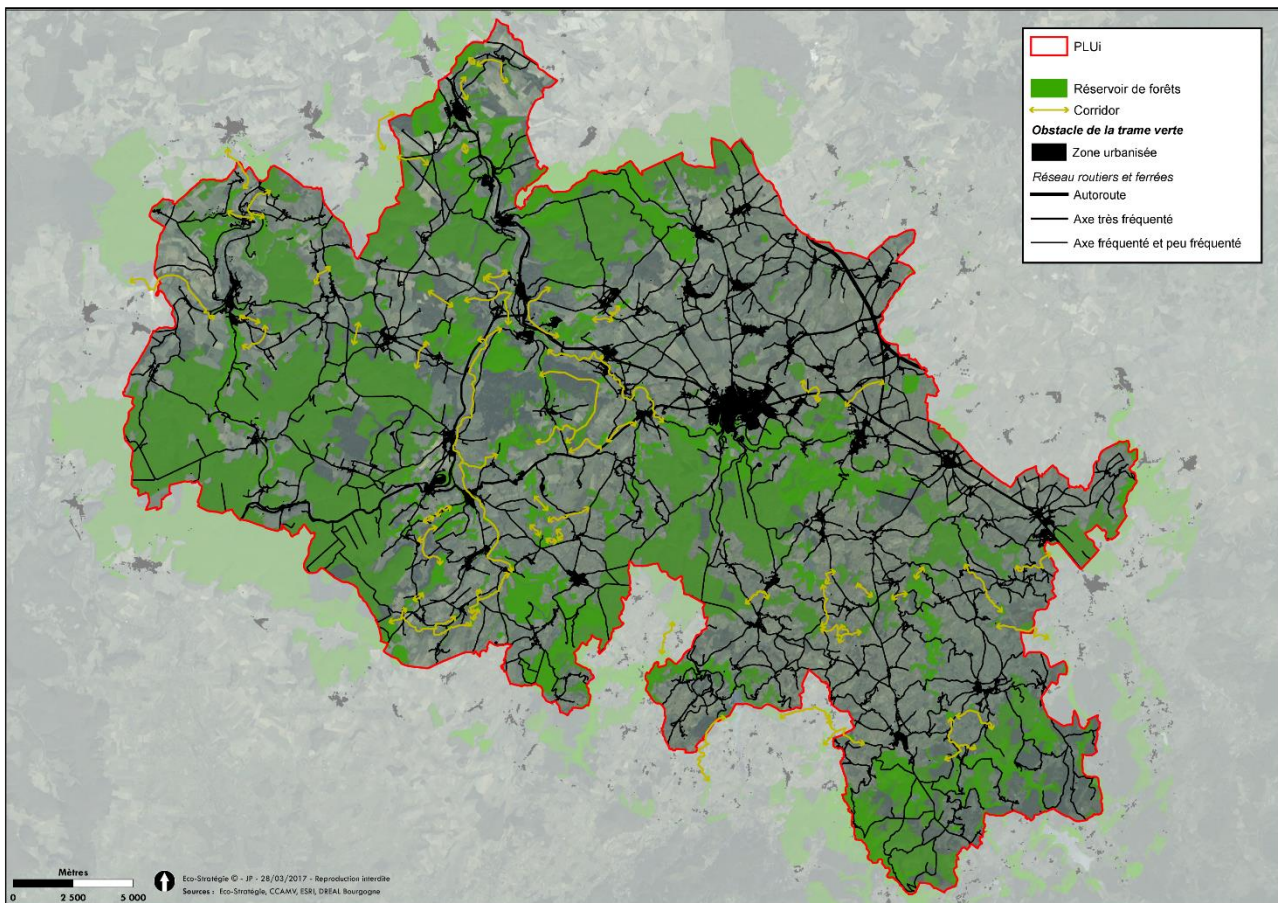 PLUi
Réservoir de forêts
Corridor
Obstacle de la trame verte
Zone urbanisée
Réseau routiers et ferrées
Autoroute
Axe très fréquenté
Axe fréquenté et peu fréquenté
Mètres
0 2 500 5 000
Eco-Stratégie © - JP - 28/03/2017 - Reproduction interdite
Sources : Eco-Stratégie, CCAMV, ESRI, DREAL Bourgogne